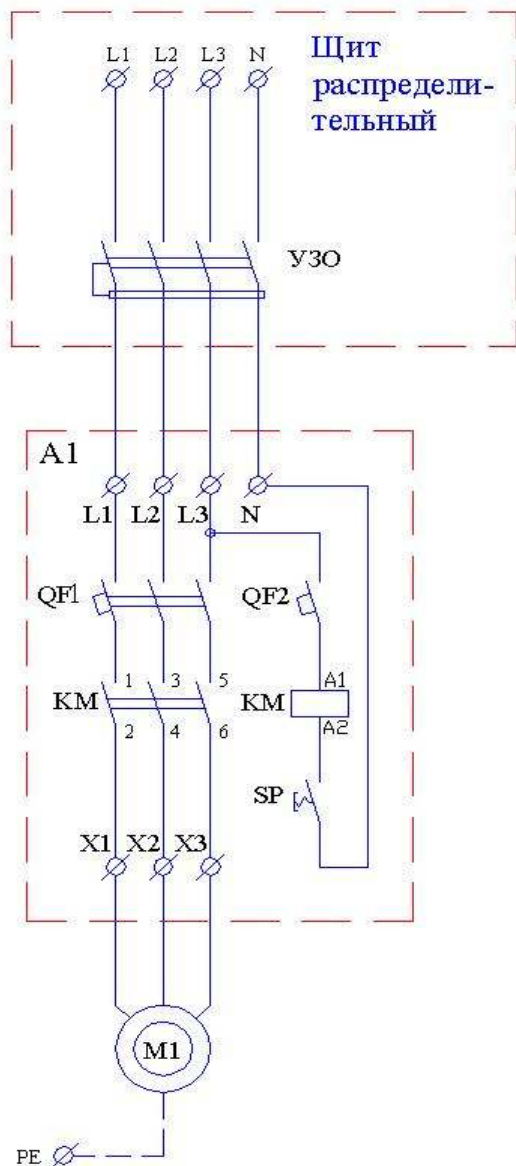 L1 L2 L3 N
Щит
распредели-
тельный
УЗО
A1
L1 L2 L3 N
QF1 QF2
1 3 5 A1
KM KM
2 4 6 A2
SP
X1 X2 X3
M1
PE